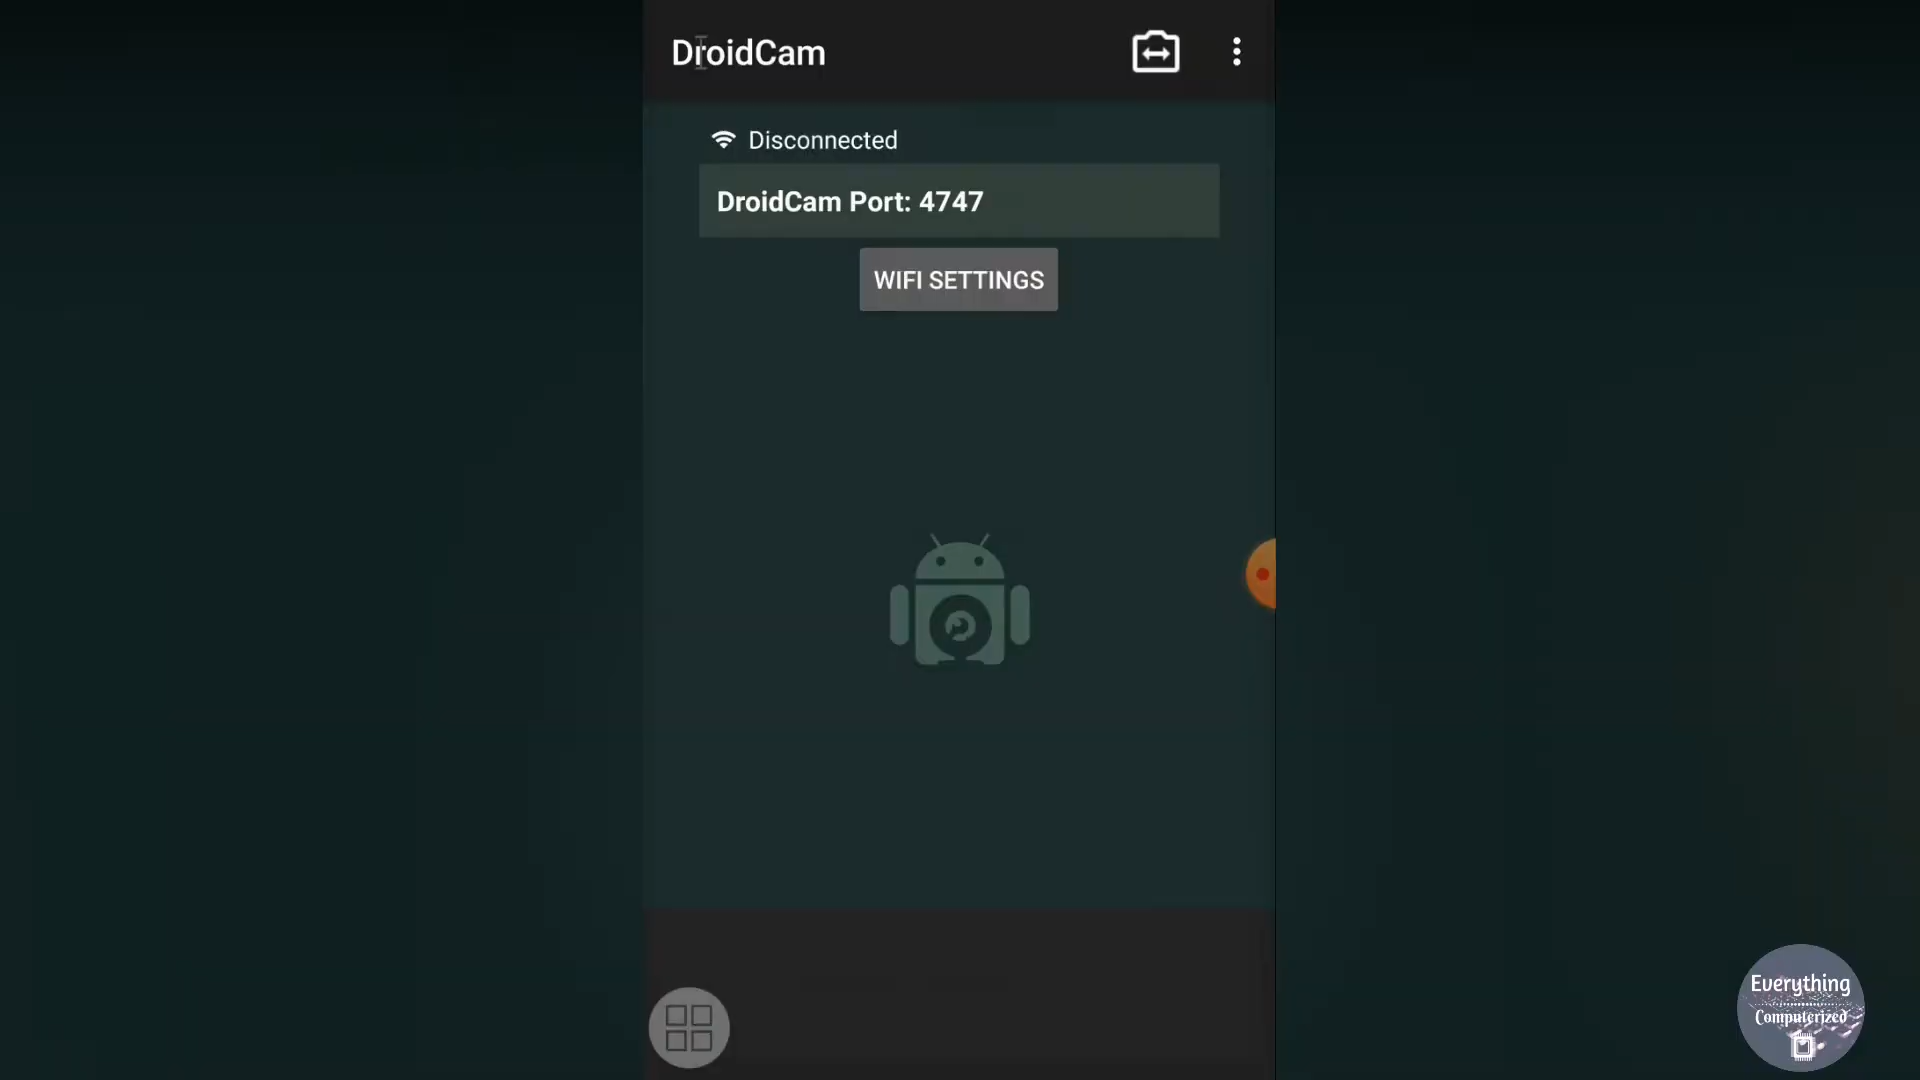 DroidCam
Disconnected
DroidCam Port: 4747
WIFI SETTINGS
Everything
Computerized